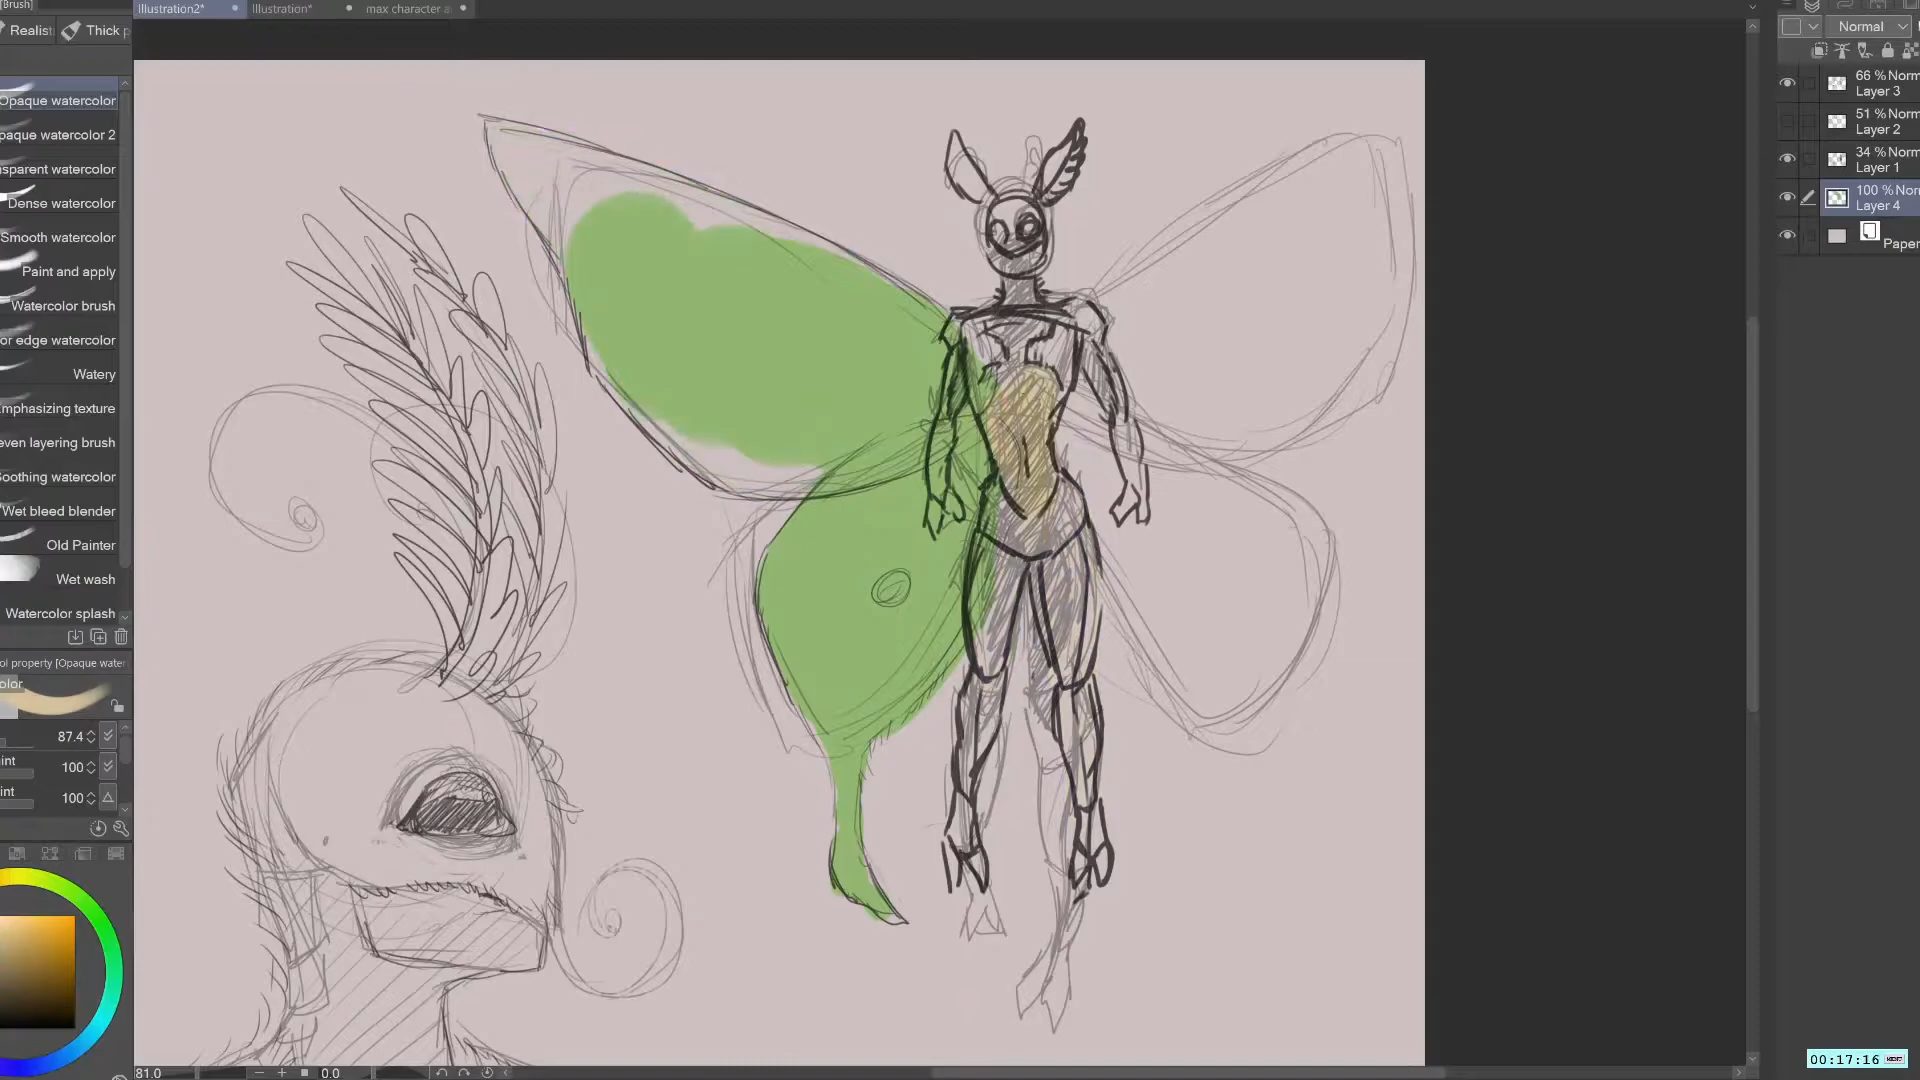 [Brush]
Illustration2*
Illustration*
max character
Realist
Thick p
Opaque watercolor
paque watercolor 2
nsparent watercolor
Dense watercolor
Smooth watercolor
Paint and apply
Watercolor brush
or edge watercolor
Watery
mphasizing texture
even layering brush
Soothing watercolor
Wet bleed blender
Old Painter
Wet wash
Watercolor splash
ol property [Opaque water
olor
87.4
int
100
int
100
81.0
0.0
Normal
66 % Norm
Layer 3
51 % Norm
Layer 2
34 % Norm
Layer 1
100 % Nor
Layer 4
Paper
00:17:16